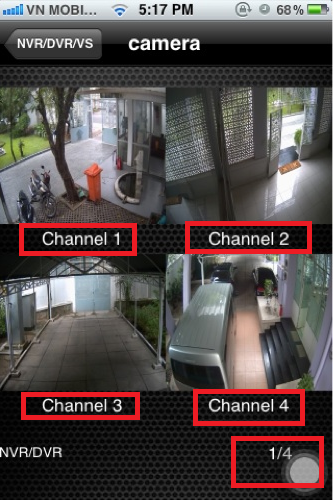 VN MOBI... 5:17 PM 68%
NVR/DVR/VS camera
Channel 1 Channel 2
Channel 3 Channel 4
NVR/DVR 1/4